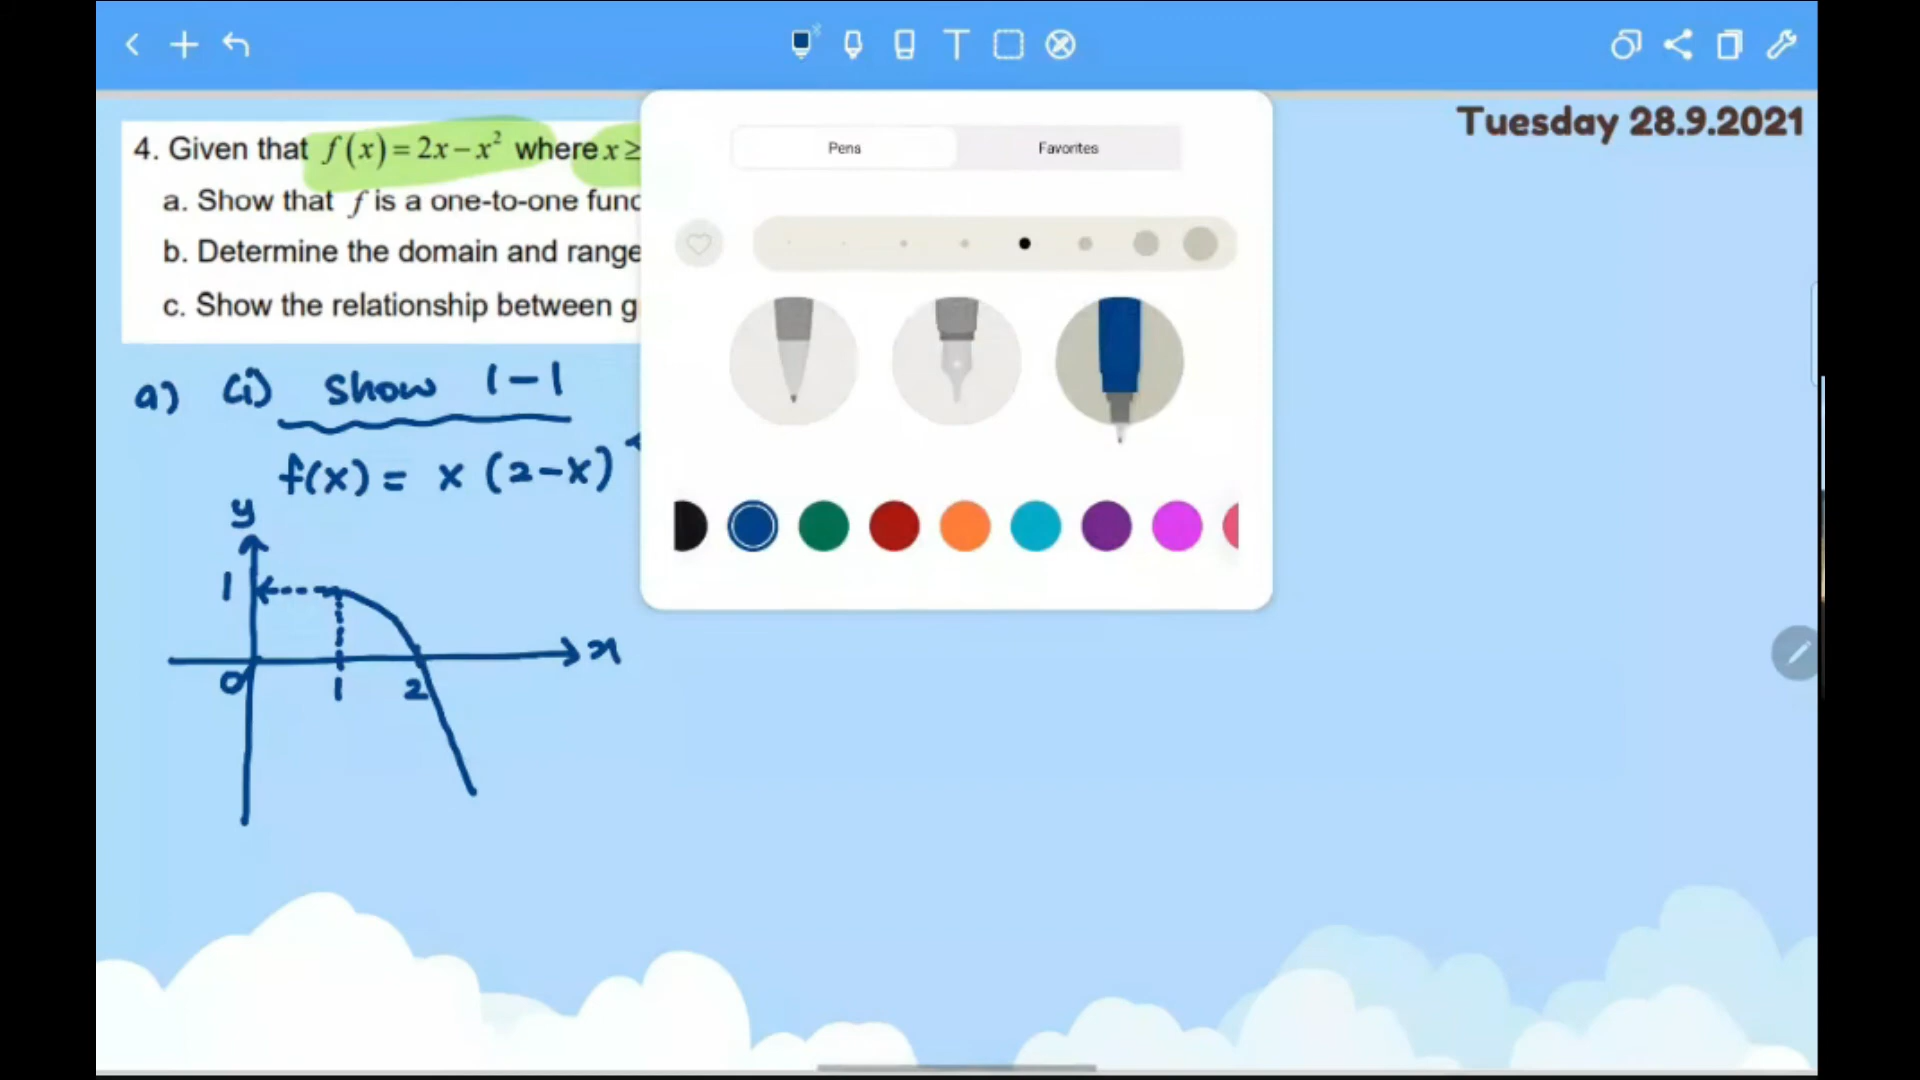 T
Tuesday 28.9.2021
4. Given that f(x) = 2x − x² where x ≥
a. Show that f is a one-to-one func
b. Determine the domain and range
c. Show the relationship between g
Pens
Favorites
a) (i) Show 1-1
f(x) = x (2-x)
y
1
x
0
1
2